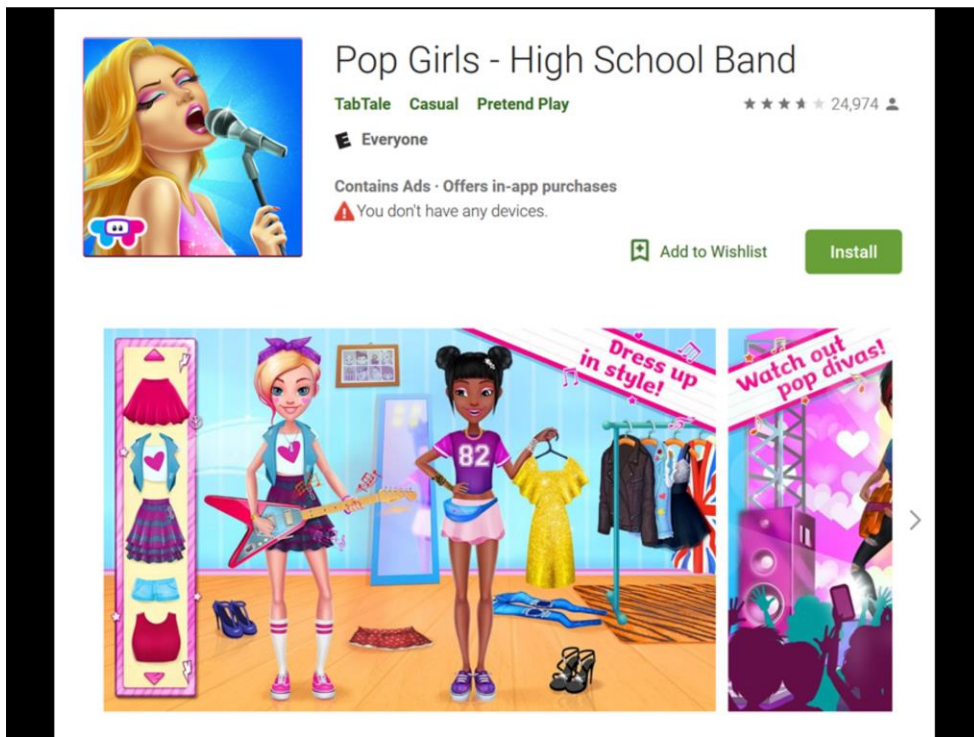 Pop Girls - High School Band
TabTale Casual Pretend Play
24,974
E Everyone
Contains Ads · Offers in-app purchases
You don't have any devices.
Add to Wishlist
Install
Dress up
in style!
82
Watch out
pop divas!